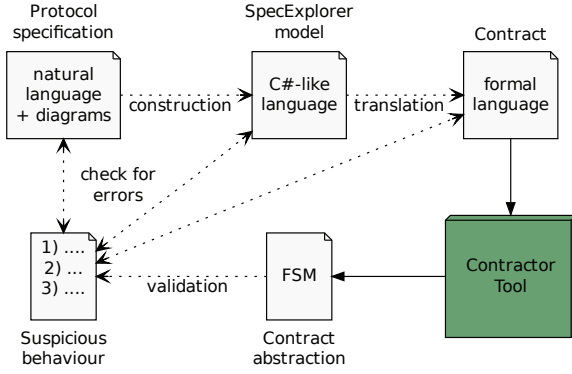 Protocol
specification
natural
language
+ diagrams
construction
SpecExplorer
model
C#-like
language
translation
Contract
formal
language
check for
errors
1) ....
2) ...
3) ....
Suspicious
behaviour
validation
FSM
Contract
abstraction
Contractor
Tool